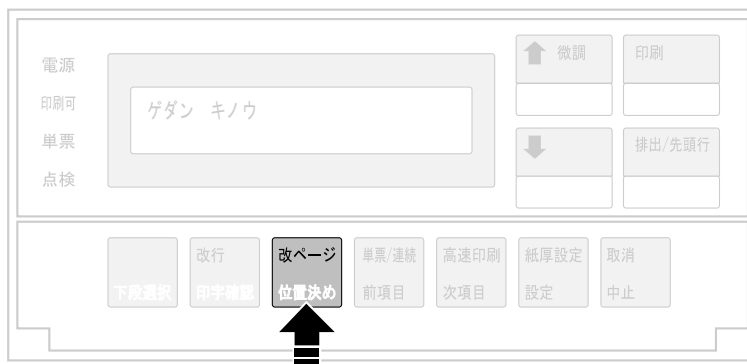 電源
印刷可
単票
点検
ゲダン キノウ
微調
印刷
排出/先頭行
下段選択
改行
印字確認
改ページ
位置決め
単票/連続
前項目
高速印刷
次項目
紙厚設定
設定
取消
中止